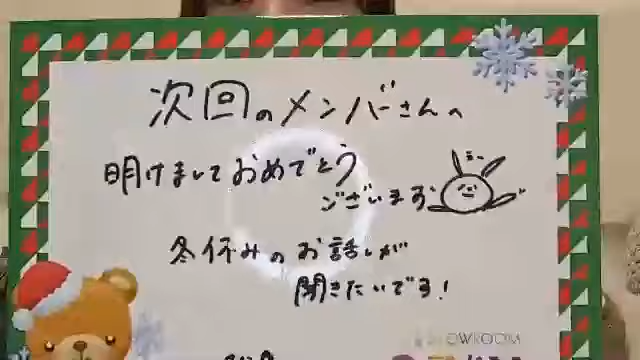 次回のメンバーさんへ
明けましておめでとう
ございます
冬休みのお話しが
聞きたいです!
SHOWROOM